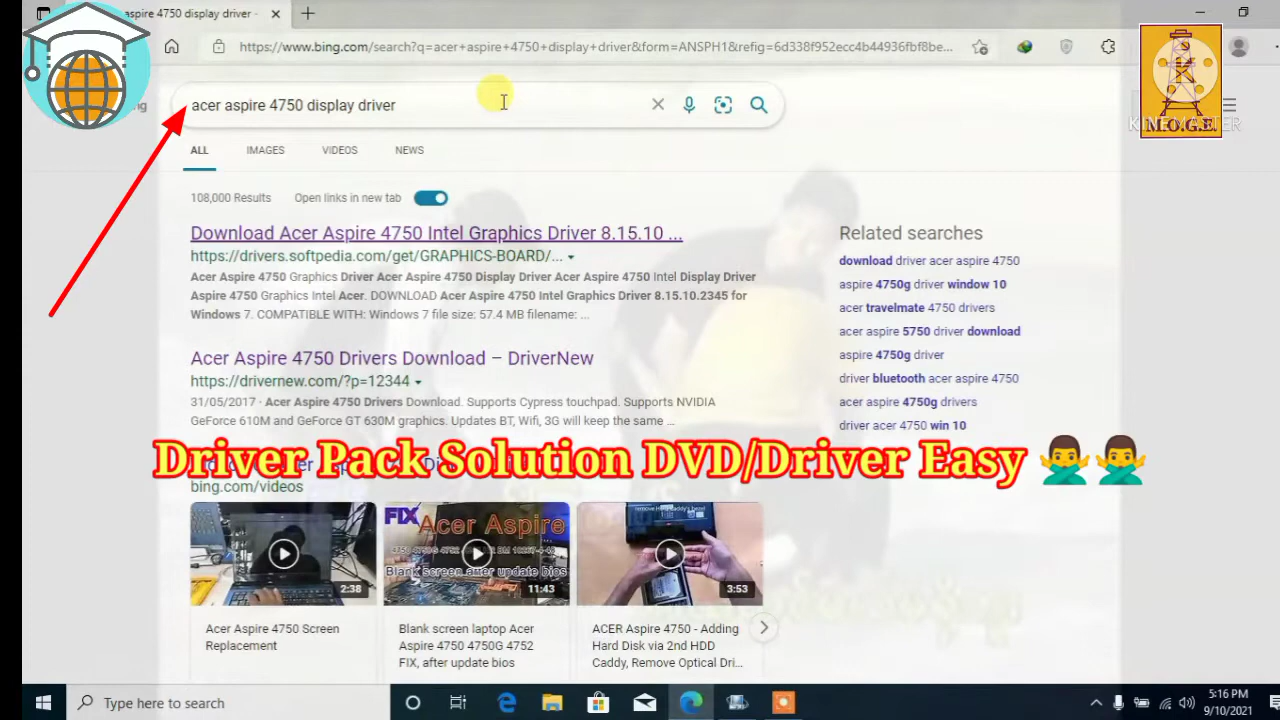 aspire 4750 display driver -
https://www.bing.com/search?q=acer+aspire+4750+display+driver&form=ANSPH1&refig=6d338f952ecc4b44936fbf8be...
acer aspire 4750 display driver
M.O.G.E.
KINEMASTER
ALL IMAGES VIDEOS NEWS
108,000 Results Open links in new tab
Download Acer Aspire 4750 Intel Graphics Driver 8.15.10 ...
https://drivers.softpedia.com/get/GRAPHICS-BOARD/...
Acer Aspire 4750 Graphics Driver Acer Aspire 4750 Display Driver Acer Aspire 4750 Intel Display Driver
Aspire 4750 Graphics Intel Acer. DOWNLOAD Acer Aspire 4750 Intel Graphics Driver 8.15.10.2345 for
Windows 7. COMPATIBLE WITH: Windows 7 file size: 57.4 MB filename: ...
Acer Aspire 4750 Drivers Download – DriverNew
https://drivernew.com/?p=12344
31/05/2017 · Acer Aspire 4750 Drivers Download. Supports Cypress touchpad. Supports NVIDIA
GeForce 610M and GeForce GT 630M graphics. Updates BT, Wifi, 3G will keep the same ...
Related searches
download driver acer aspire 4750
aspire 4750g driver window 10
acer travelmate 4750 drivers
acer aspire 5750 driver download
aspire 4750g driver
driver bluetooth acer aspire 4750
acer aspire 4750g drivers
driver acer 4750 win 10
Driver Pack Solution DVD/Driver Easy 🙅🏾‍♂️🙅🏾‍♂️
bing.com/videos
2:38
FIX Acer Aspire
Blank screen after update bios
11:43
3:53
Acer Aspire 4750 Screen
Replacement
Blank screen laptop Acer
Aspire 4750 4750G 4752
FIX, after update bios
ACER Aspire 4750 - Adding
Hard Disk via 2nd HDD
Caddy, Remove Optical Dri...
Type here to search
5:16 PM
9/10/2021